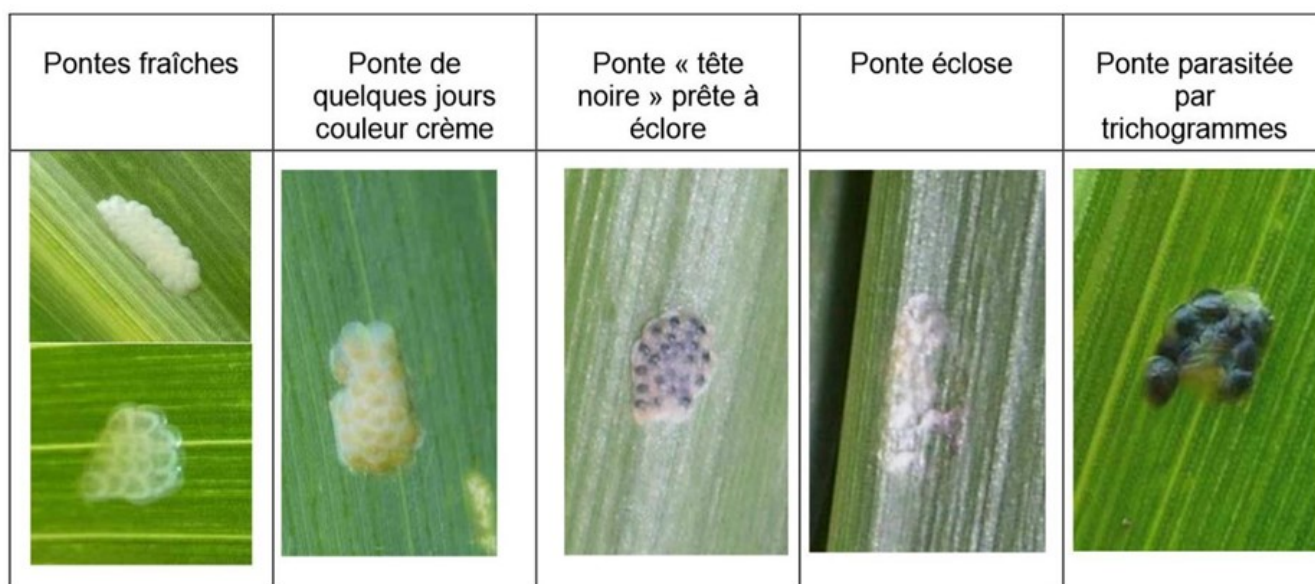 Pontes fraîches
Ponte de
quelques jours
couleur crème
Ponte « tête
noire » prête à
éclore
Ponte éclose
Ponte parasitée
par
trichogrammes